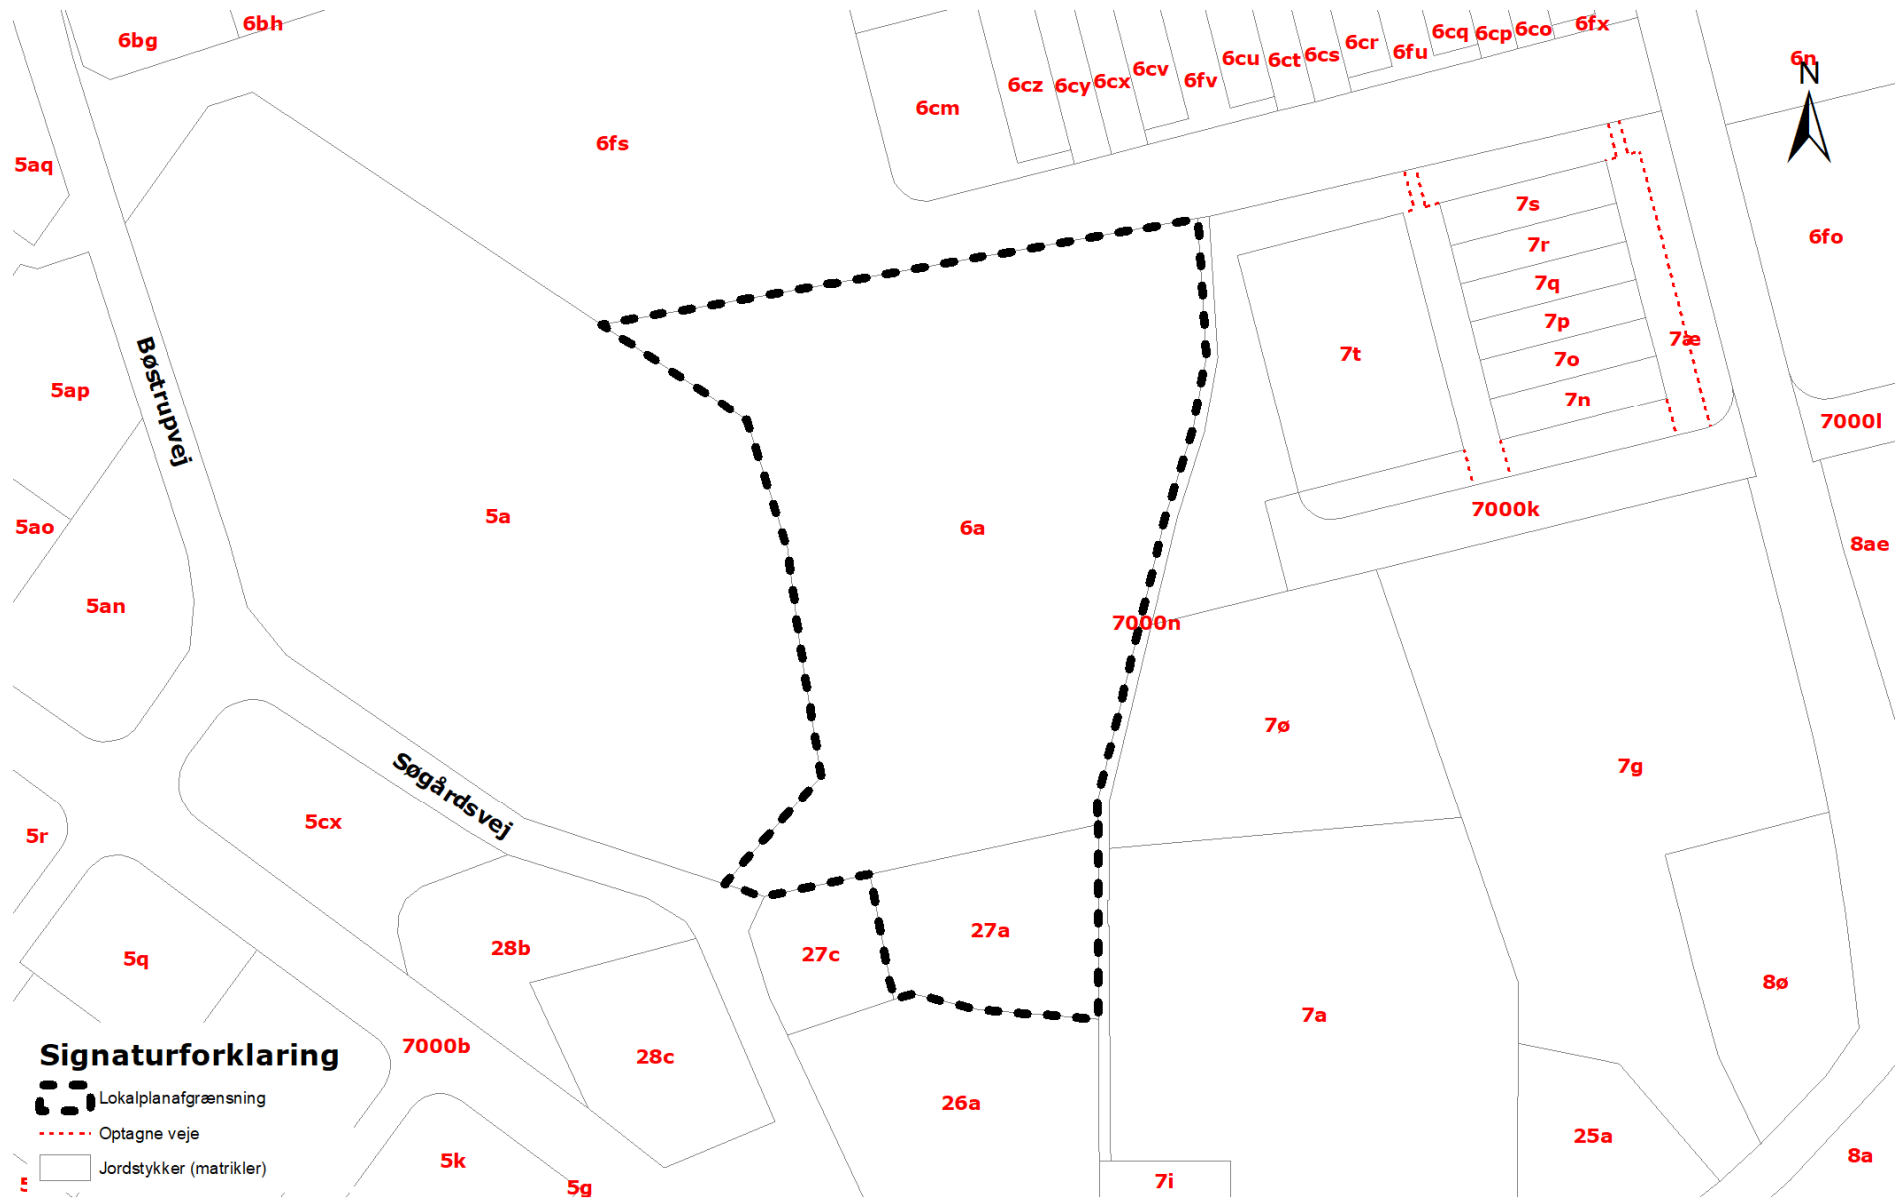 6bg
6bh
6fs
6cm
6cz
6cy
6cx
6cv
6fv
6cu
6ct
6cs
6cr
6fu
6cq
6cp
6co
6fx
6n
N
5aq
7s
7r
7q
7p
7o
7n
7t
7æ
6fo
7000l
5ap
Bøstrupvej
5a
6a
5ao
5an
7000k
8ae
7000n
7ø
7g
Søgårdsvej
5cx
5r
5q
28b
27c
27a
7a
8ø
7000b
28c
26a
25a
8a
5k
5g
7i
Signaturforklaring
Lokalplanafgrænsning
Optagne veje
Jordstykker (matrikler)